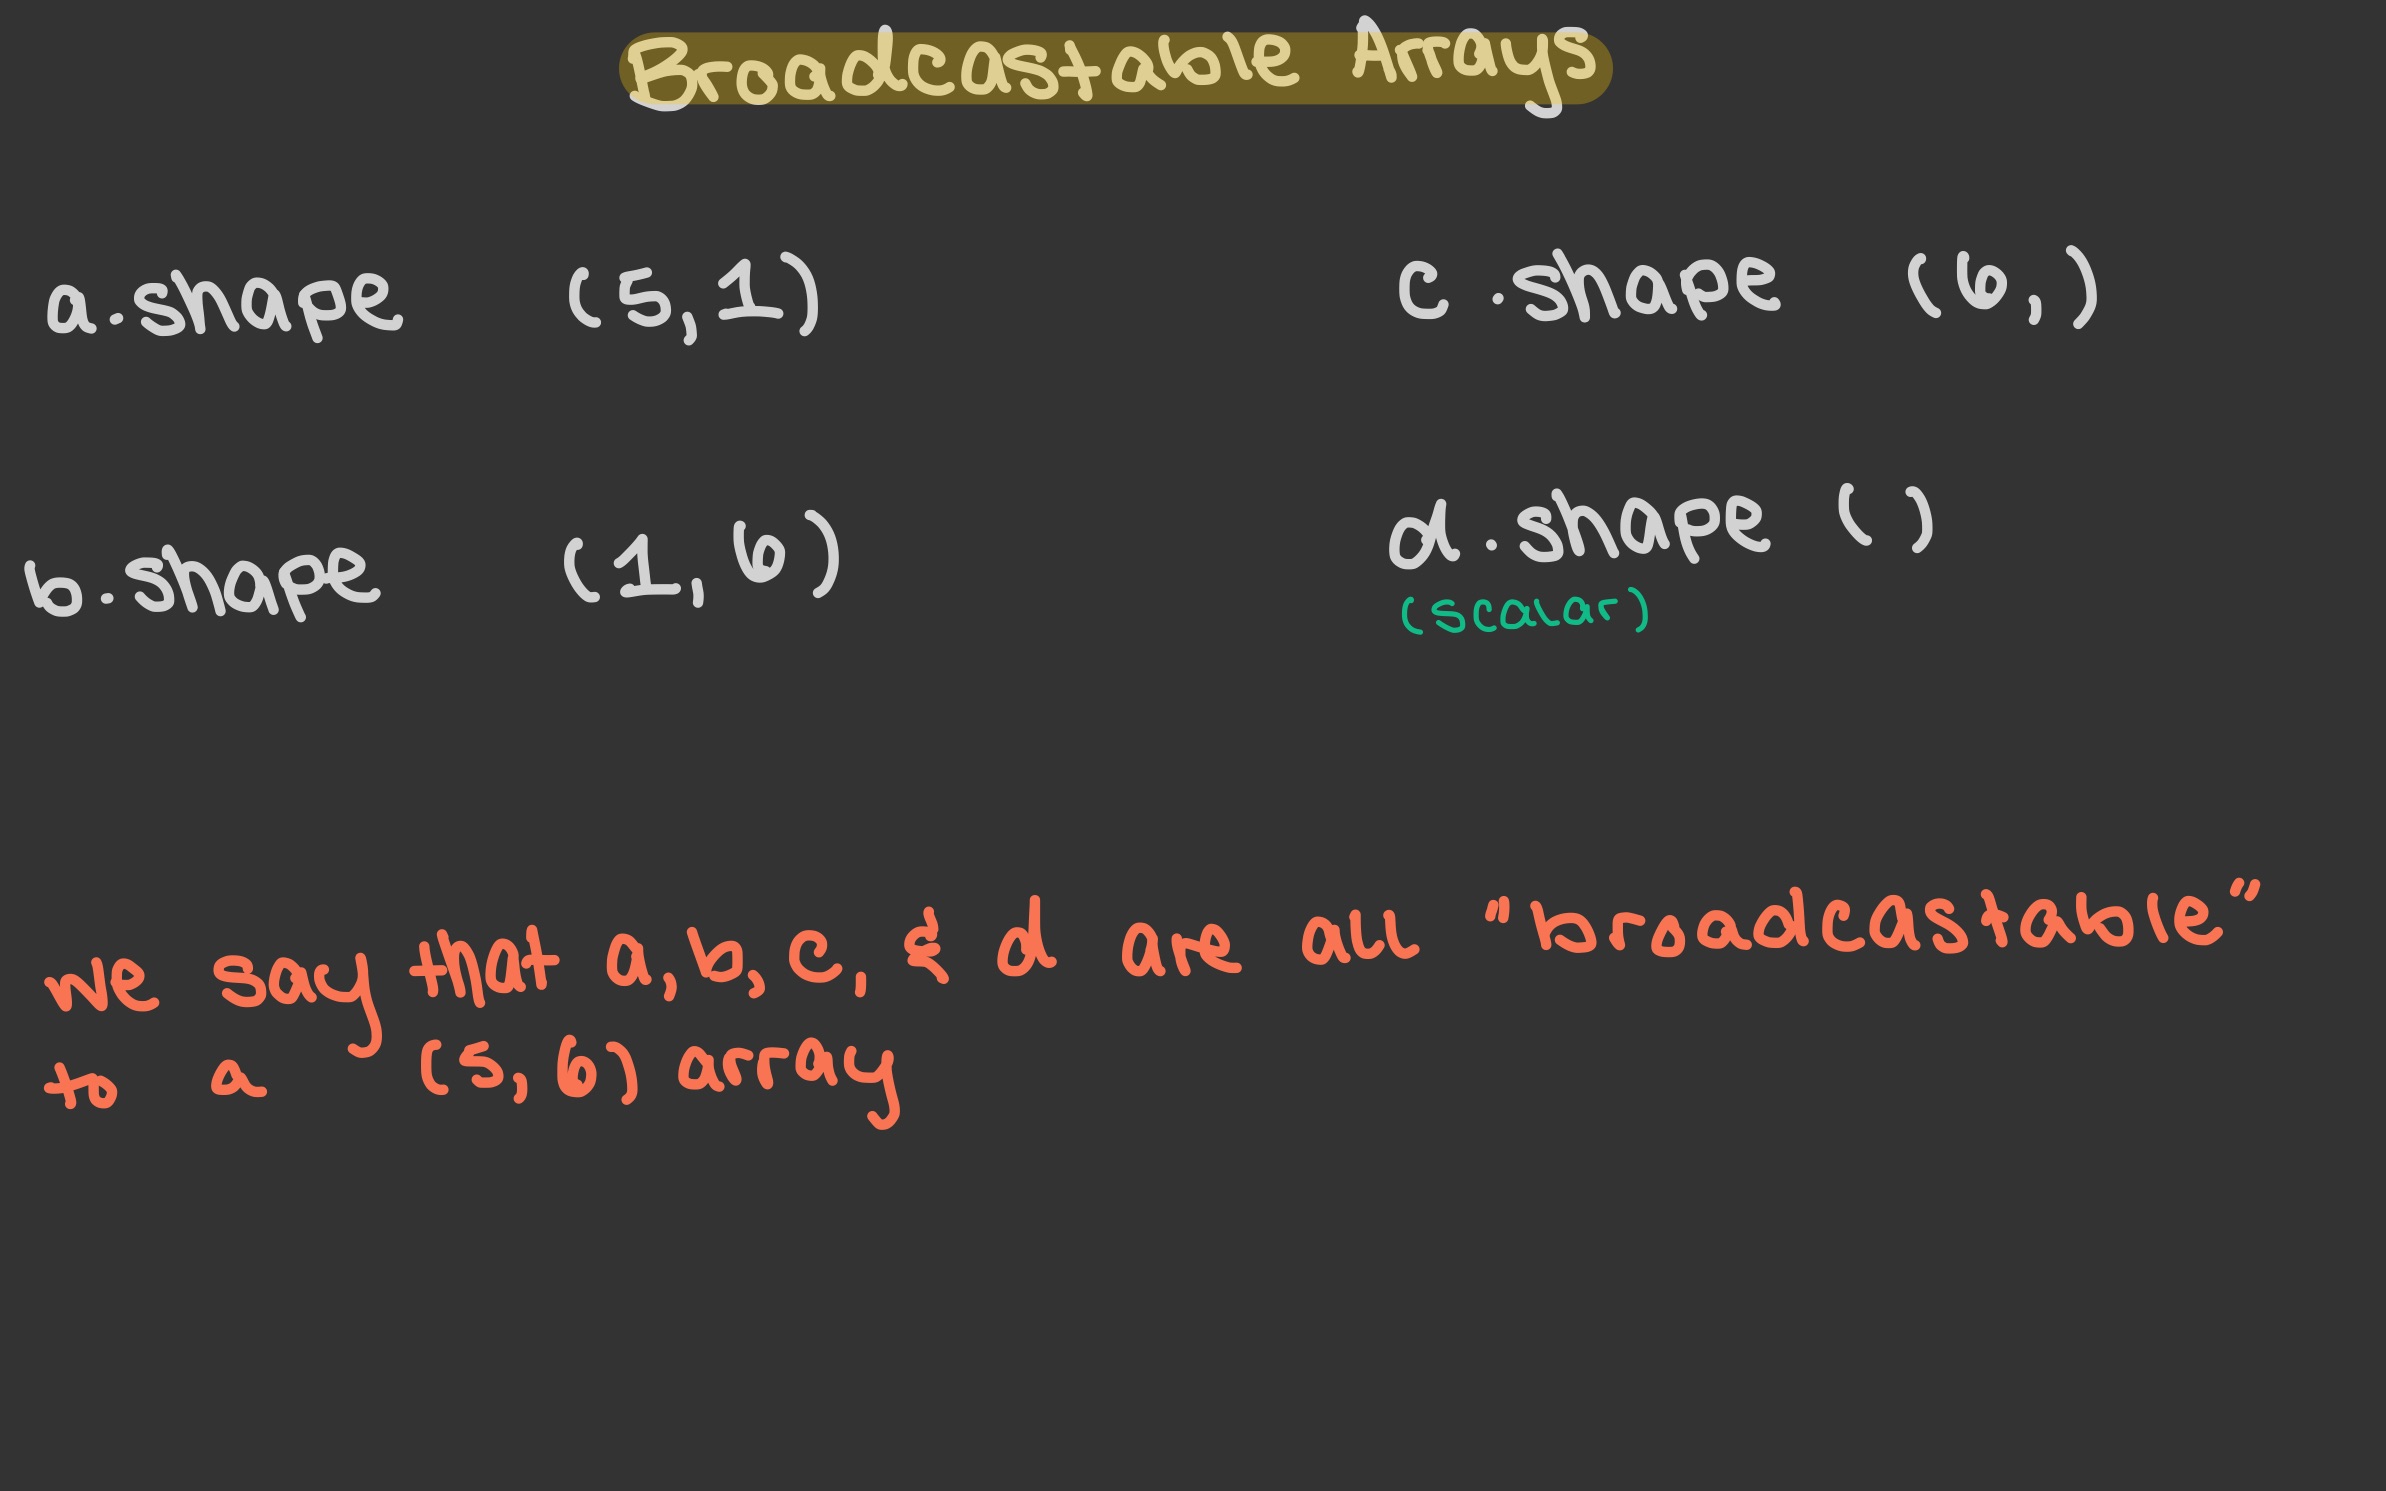 Broadcastable Arrays
a.shape (5,1)
c.shape (6,)
b.shape (1,6)
d.shape ()
(scalar)
we say that a,b,c, & d are all "broadcastable"
to a (5,6) array